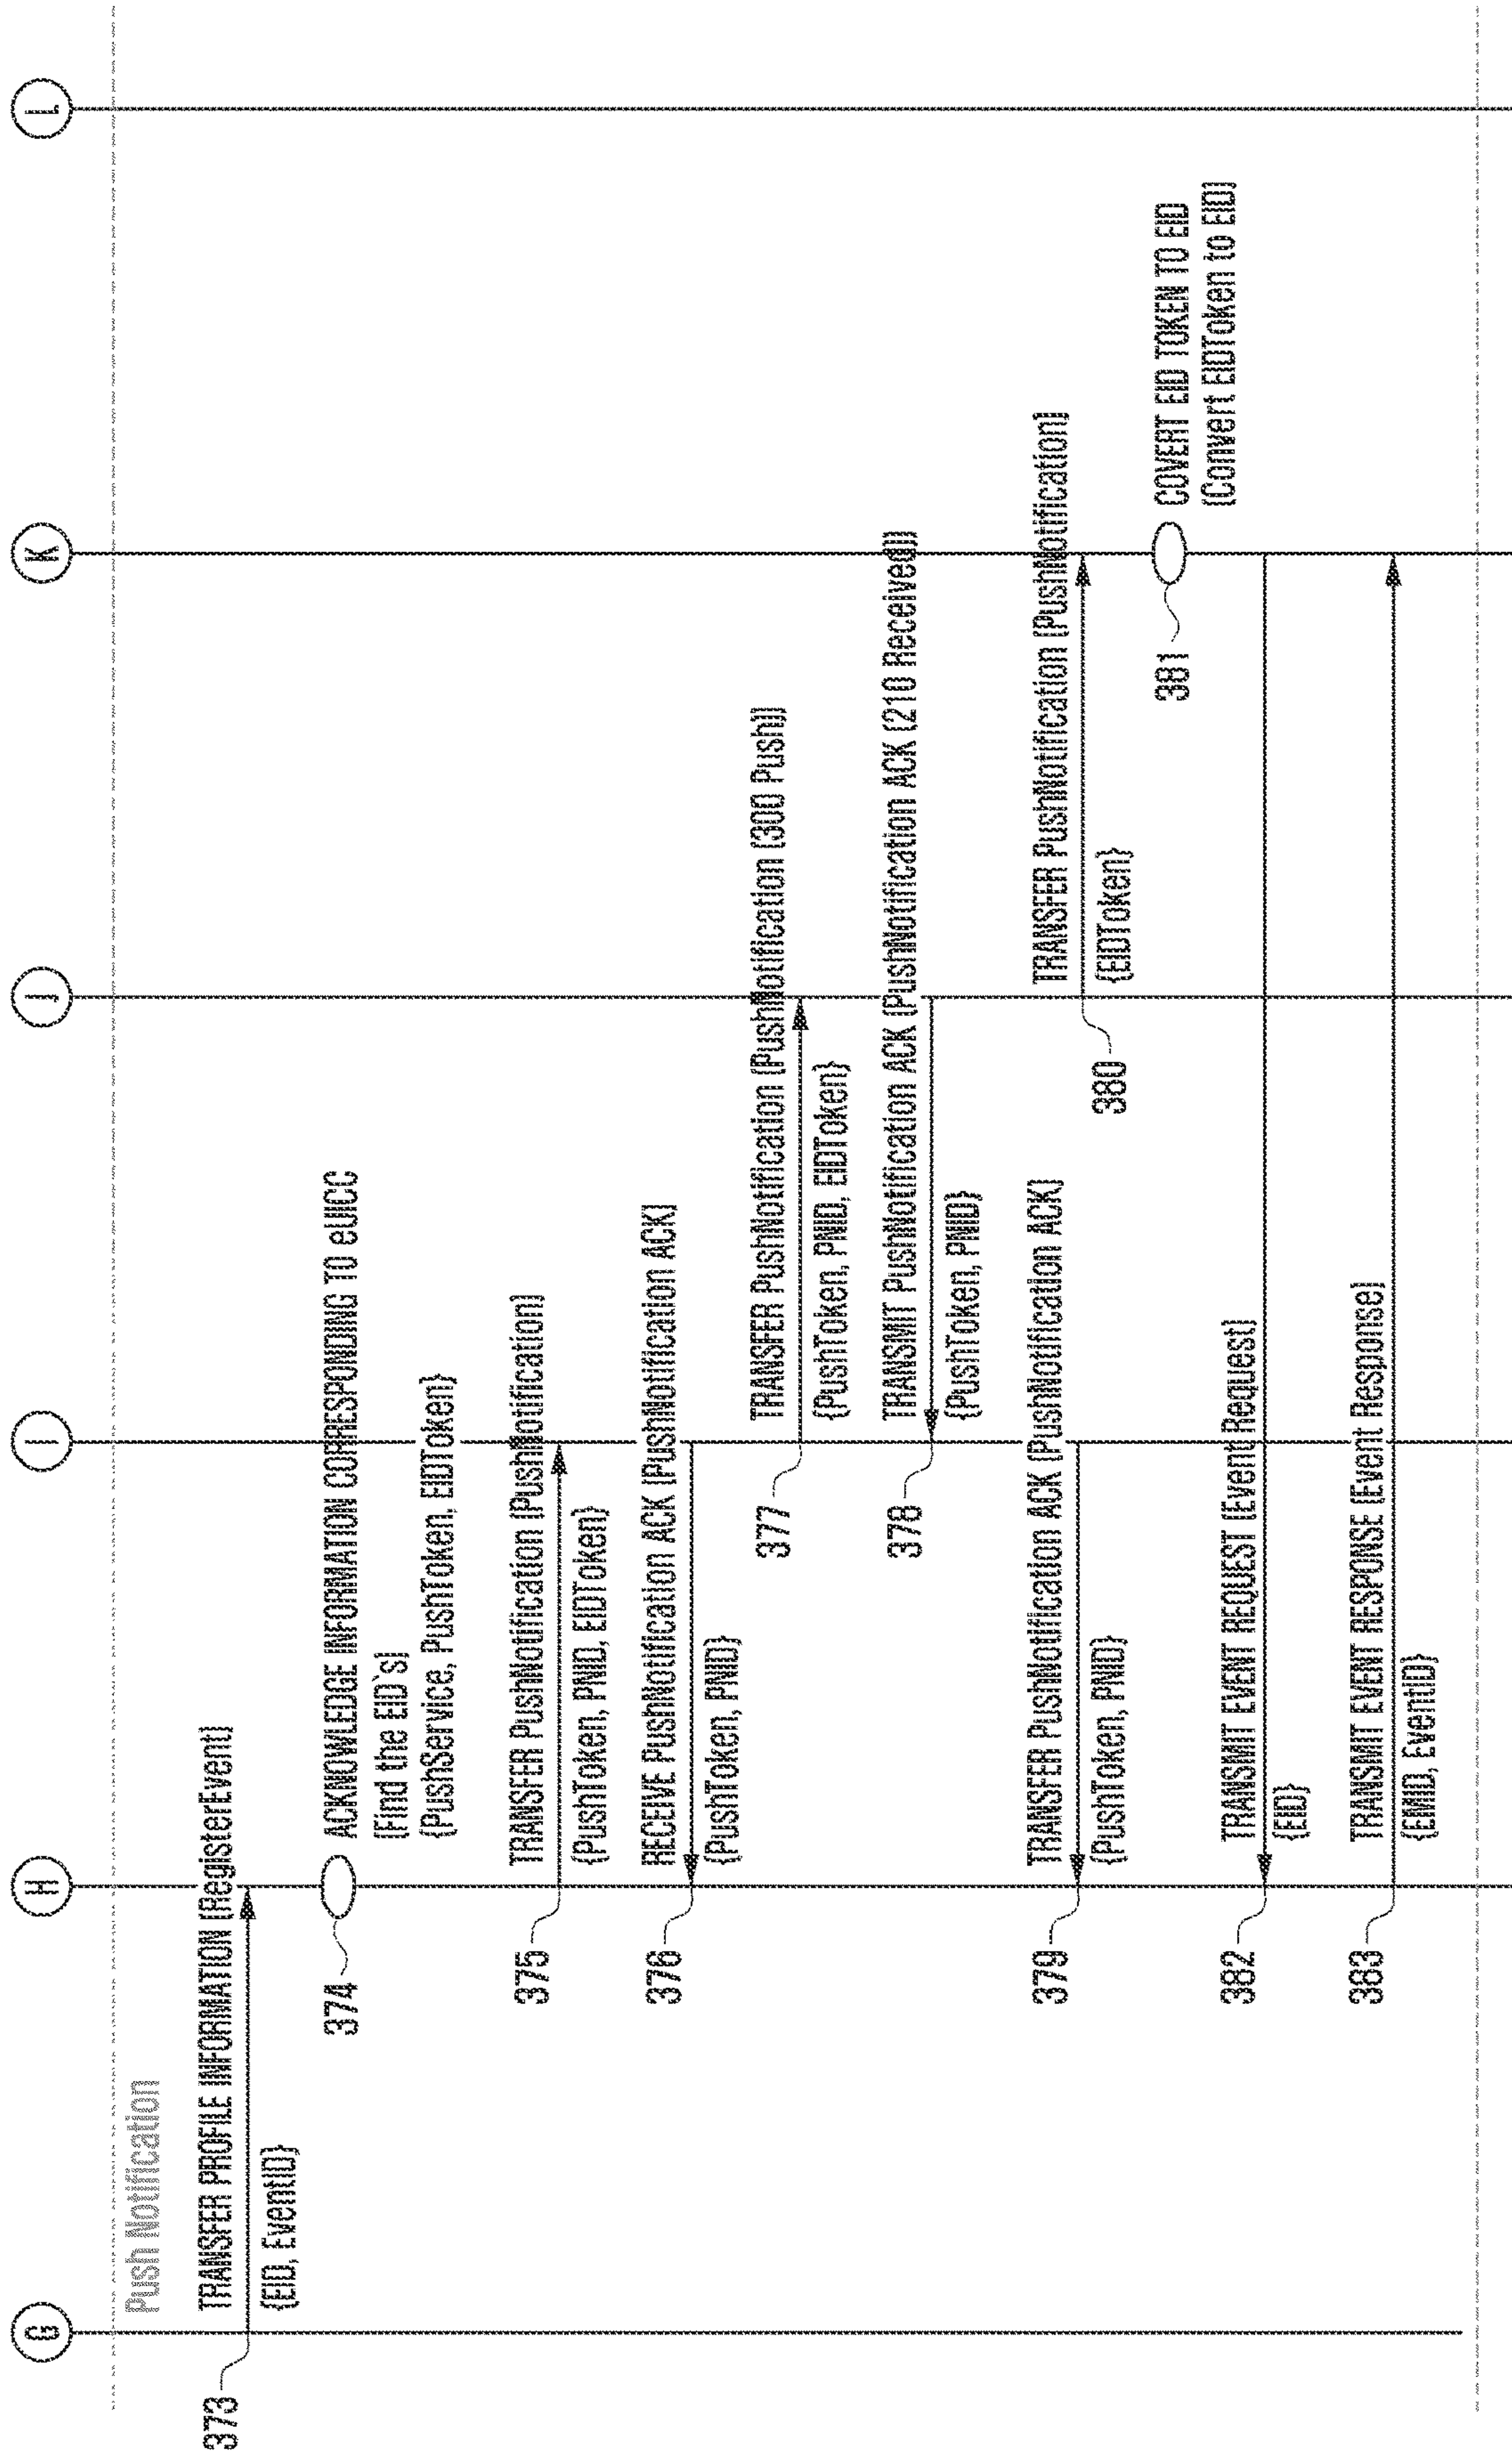 G
H
I
J
K
L
Push Notification
373
TRANSFER PROFILE INFORMATION (RegisterEvent)
{EID, EventID}
374
ACKNOWLEDGE INFORMATION CORRESPONDING TO eUICC
(Find the EID`s)
{PushService, PushToken, EIDToken}
375
TRANSFER PushNotification (PushNotification)
{PushToken, PNID, EIDToken}
376
RECEIVE PushNotification ACK (PushNotification ACK)
{PushToken, PNID}
377
TRANSFER PushNotification (PushNotification (300 Push))
{PushToken, PNID, EIDToken}
378
TRANSMIT PushNotification ACK (PushNotification ACK (210 Received))
{PushToken, PNID}
379
TRANSFER PushNotification ACK (PushNotification ACK)
{PushToken, PNID}
380
TRANSFER PushNotification (PushNotification)
{EIDToken}
381
COVERT EID TOKEN TO EID
(Convert EIDToken to EID)
382
TRANSMIT EVENT REQUEST (Event Request)
{EID}
383
TRANSMIT EVENT RESPONSE (Event Response)
{EMID, EventID}